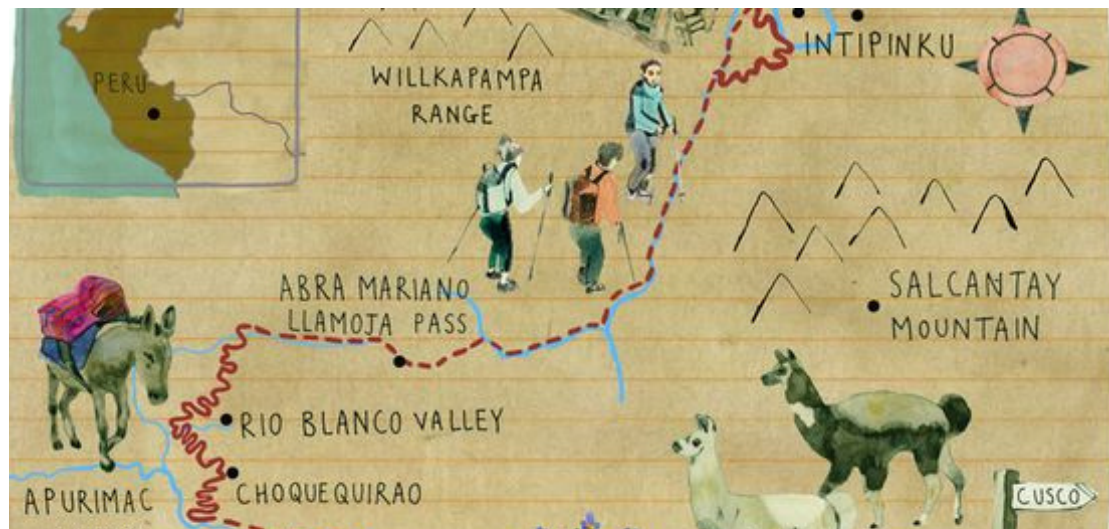 PERU
WILLKAPAMPA
RANGE
INTIPINKU
ABRA MARIANO
LLAMOJA PASS
SALCANTAY
MOUNTAIN
RIO BLANCO VALLEY
CHOQUEQUIRAO
APURIMAC
CUSCO